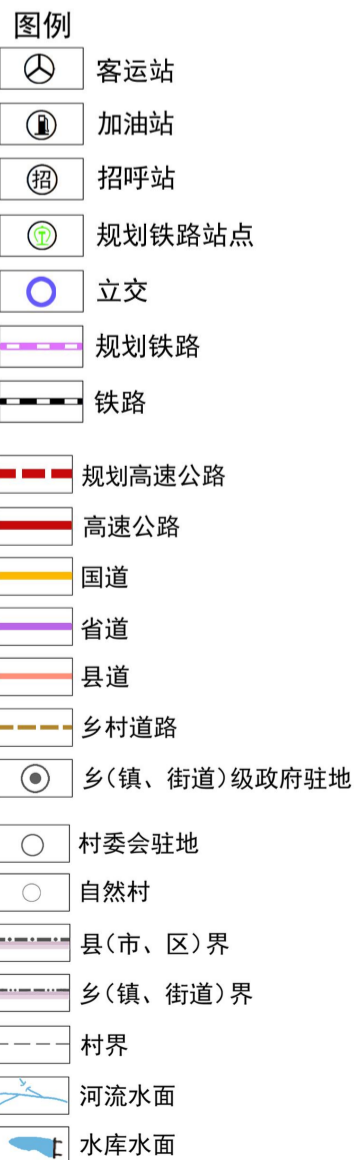 图例
客运站
加油站
招 招呼站
规划铁路站点
立交
规划铁路
铁路
规划高速公路
高速公路
国道
省道
县道
乡村道路
乡(镇、街道)级政府驻地
村委会驻地
自然村
县(市、区)界
乡(镇、街道)界
村界
河流水面
水库水面